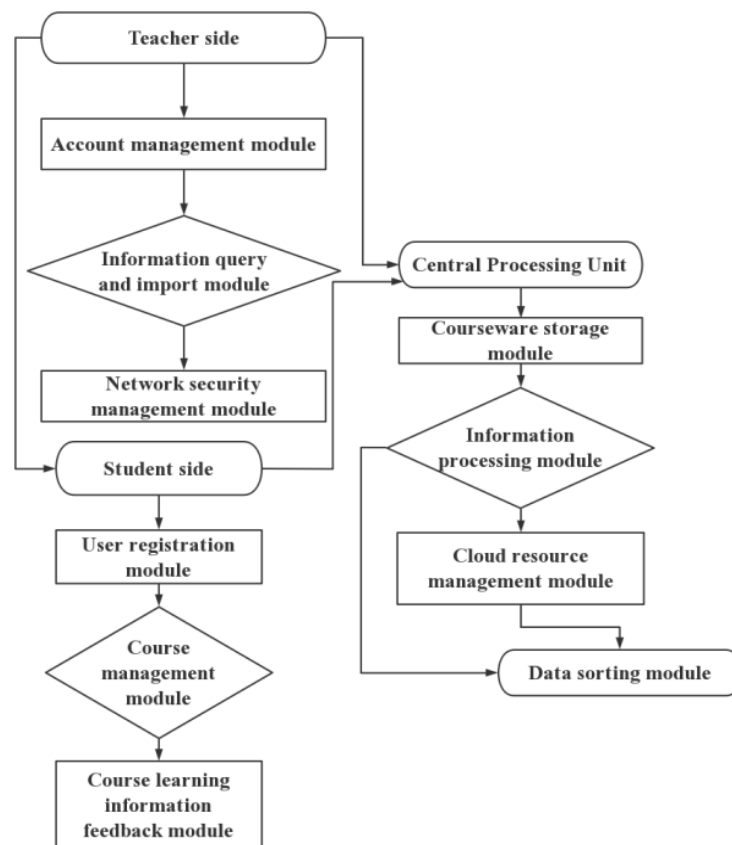 Teacher side
Account management module
Information query
and import module
Network security
management module
Student side
User registration
module
Course
management
module
Course learning
information
feedback module
Central Processing Unit
Courseware storage
module
Information
processing module
Cloud resource
management module
Data sorting module